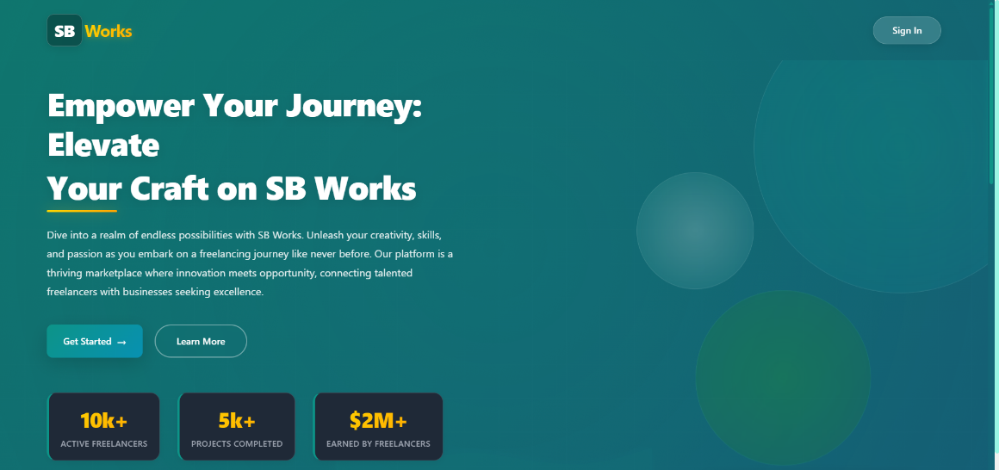 SB Works
Sign In
Empower Your Journey:
Elevate
Your Craft on SB Works
Dive into a realm of endless possibilities with SB Works. Unleash your creativity, skills,
and passion as you embark on a freelancing journey like never before. Our platform is a
thriving marketplace where innovation meets opportunity, connecting talented
freelancers with businesses seeking excellence.
Get Started →
Learn More
10k+
ACTIVE FREELANCERS
5k+
PROJECTS COMPLETED
$2M+
EARNED BY FREELANCERS